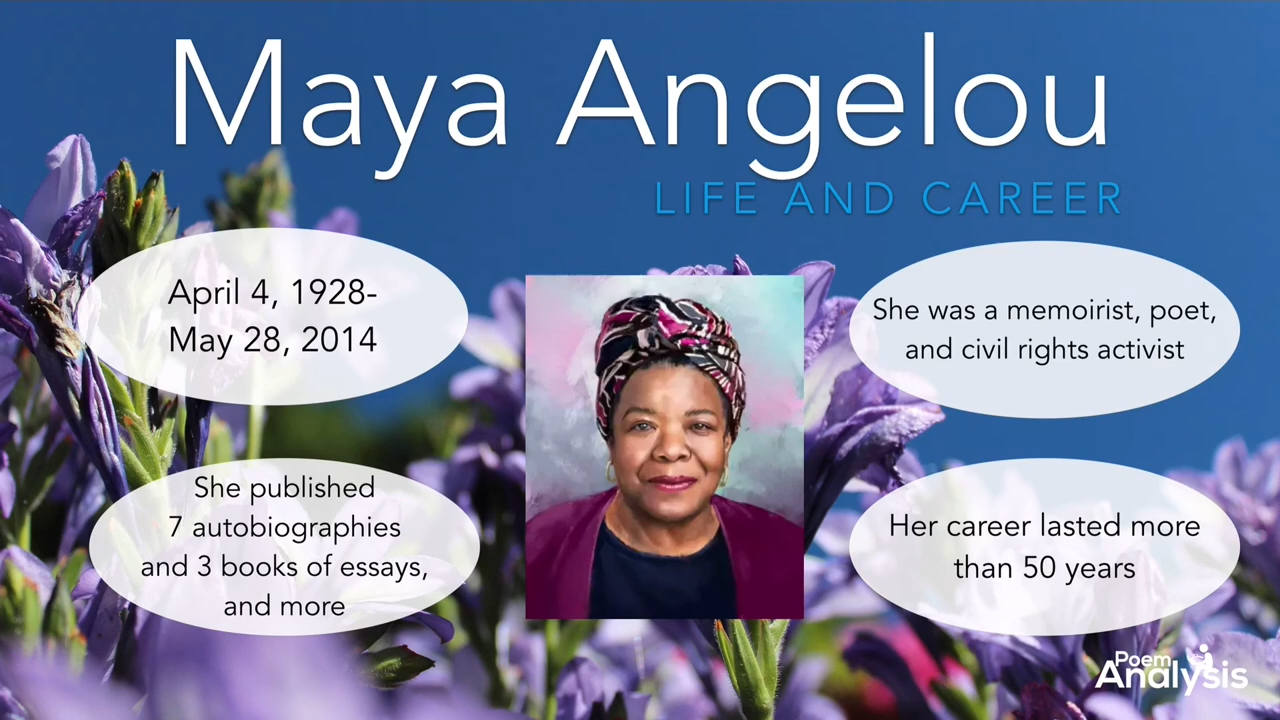 Maya Angelou
LIFE AND CAREER
April 4, 1928-
May 28, 2014
She was a memoirist, poet,
and civil rights activist
She published
7 autobiographies
and 3 books of essays,
and more
Her career lasted more
than 50 years
Poem
Analysis